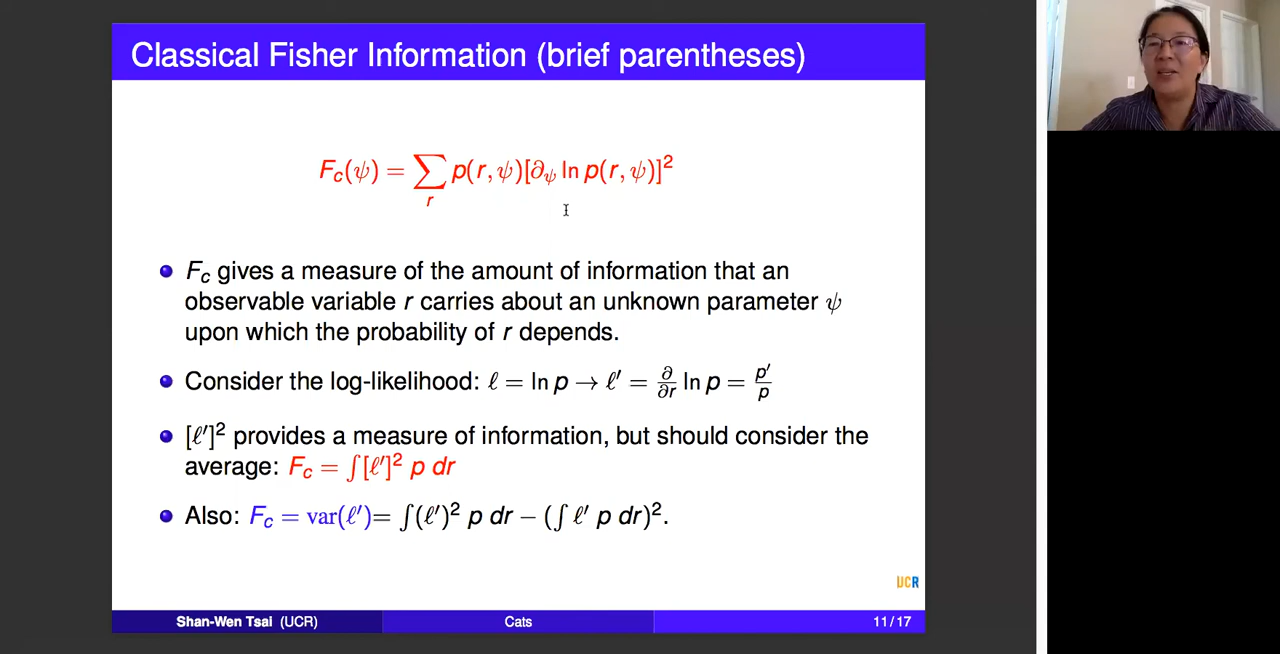 Classical Fisher Information (brief parentheses)
F_c(ψ) = ∑_r p(r, ψ)[∂_ψ ln p(r, ψ)]²
F_c gives a measure of the amount of information that an
observable variable r carries about an unknown parameter ψ
upon which the probability of r depends.
Consider the log-likelihood: ℓ = ln p → ℓ′ = ∂/∂r ln p = p′/p
[ℓ′]² provides a measure of information, but should consider the
average: F_c = ∫[ℓ′]² p dr
Also: F_c = var(ℓ′)= ∫(ℓ′)² p dr − (∫ ℓ′ p dr)².
UCR
Shan-Wen Tsai (UCR) Cats 11/17